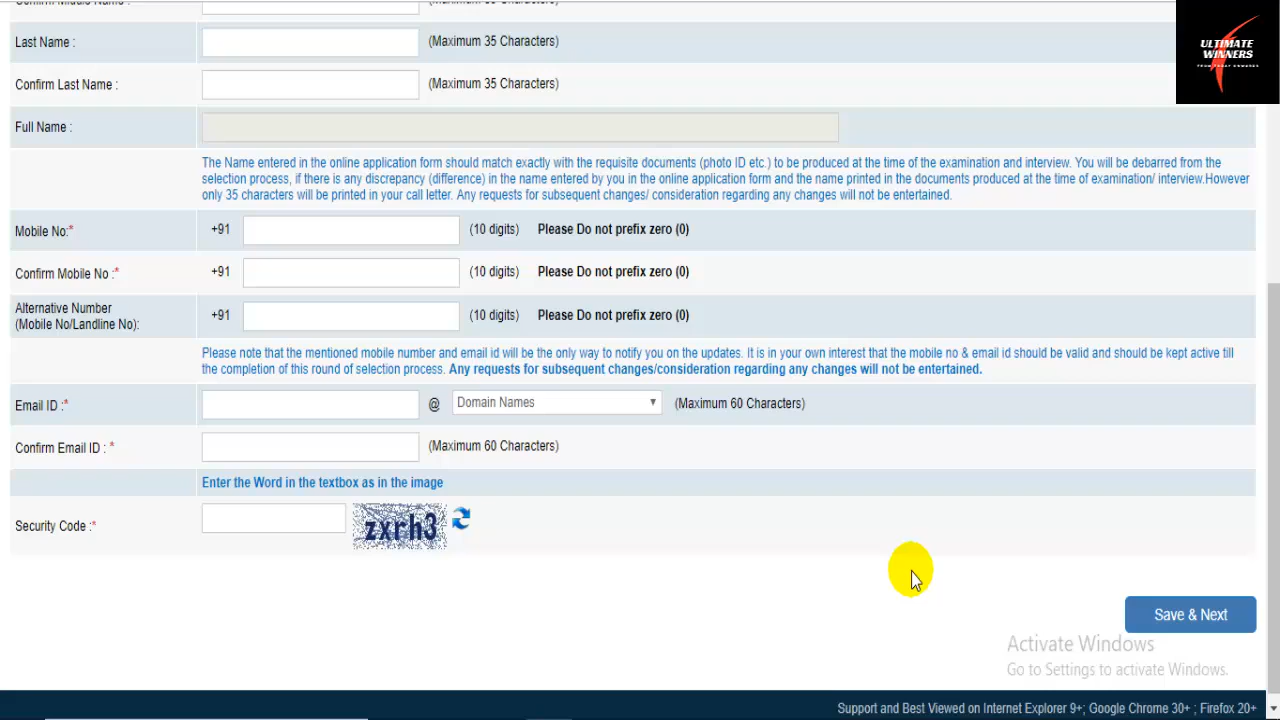 Confirm Middle Name :
Last Name :
(Maximum 35 Characters)
Confirm Last Name :
(Maximum 35 Characters)
Full Name :
The Name entered in the online application form should match exactly with the requisite documents (photo ID etc.) to be produced at the time of the examination and interview. You will be debarred from the
selection process, if there is any discrepancy (difference) in the name entered by you in the online application form and the name printed in the documents produced at the time of examination/ interview.However
only 35 characters will be printed in your call letter. Any requests for subsequent changes/ consideration regarding any changes will not be entertained.
Mobile No:* +91 (10 digits) Please Do not prefix zero (0)
Confirm Mobile No :* +91 (10 digits) Please Do not prefix zero (0)
Alternative Number
(Mobile No/Landline No): +91 (10 digits) Please Do not prefix zero (0)
Please note that the mentioned mobile number and email id will be the only way to notify you on the updates. It is in your own interest that the mobile no & email id should be valid and should be kept active till
the completion of this round of selection process. Any requests for subsequent changes/consideration regarding any changes will not be entertained.
Email ID :* @ Domain Names (Maximum 60 Characters)
Confirm Email ID : * (Maximum 60 Characters)
Enter the Word in the textbox as in the image
Security Code :* zxrh3
Save & Next
Activate Windows
Go to Settings to activate Windows.
Support and Best Viewed on Internet Explorer 9+; Google Chrome 30+ ; Firefox 20+
ULTIMATE
WINNERS